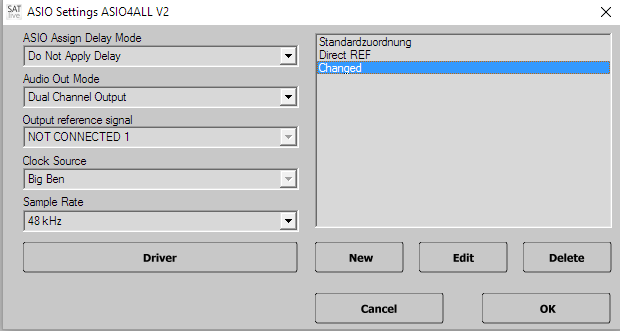 SAT
live
ASIO Settings ASIO4ALL V2
ASIO Assign Delay Mode
Do Not Apply Delay
Audio Out Mode
Dual Channel Output
Output reference signal
NOT CONNECTED 1
Clock Source
Big Ben
Sample Rate
48 kHz
Driver
Standardzuordnung
Direct REF
Changed
New
Edit
Delete
Cancel
OK